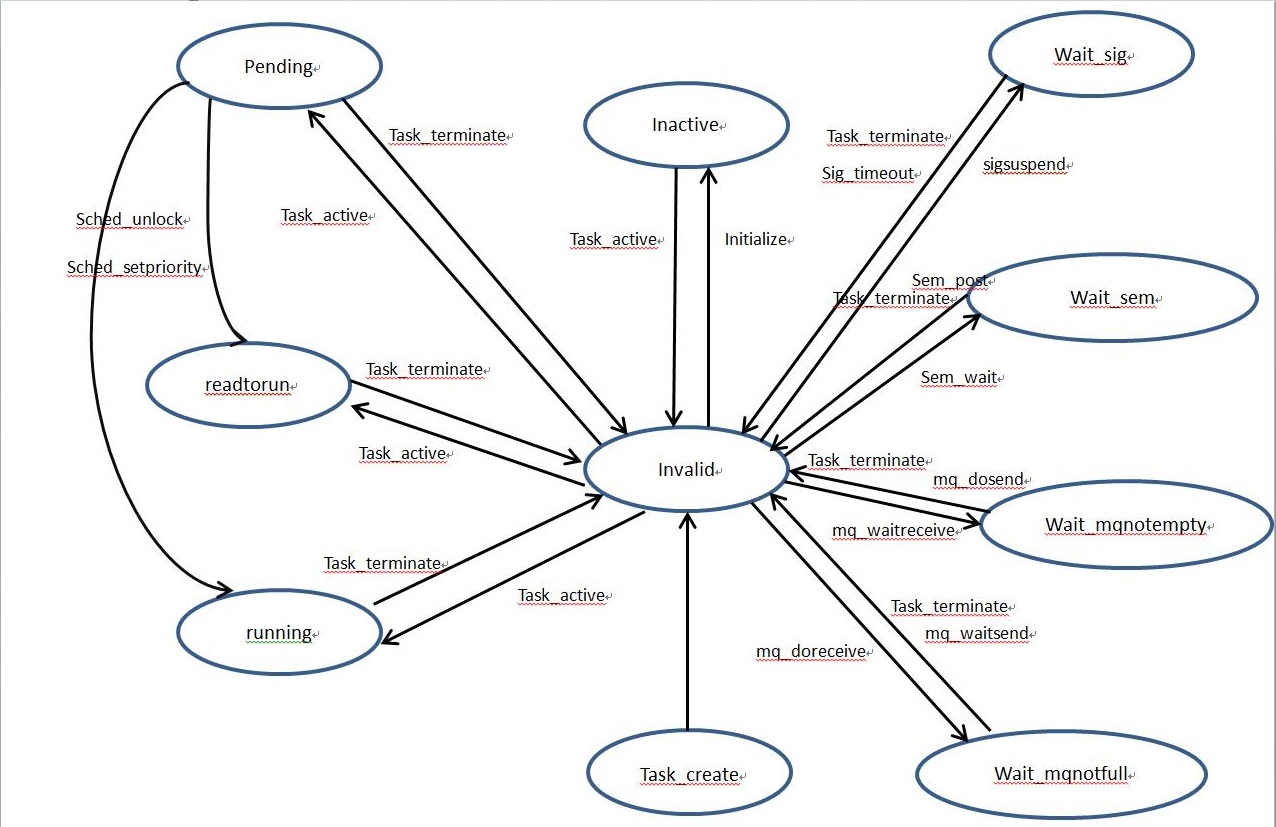 Pending
Wait_sig
Inactive
Task_terminate
Task_terminate
sigsuspend
Sig_timeout
Sched_unlock
Task_active
Task_active
Initialize
Sched_setpriority
Sem_post
Task_terminate
Wait_sem
readtorun
Task_terminate
Sem_wait
Task_active
Invalid
Task_terminate
mq_dosend
Wait_mqnotempty
mq_waitreceive
Task_terminate
Task_active
Task_terminate
running
mq_waitsend
mq_doreceive
Task_create
Wait_mqnotfull